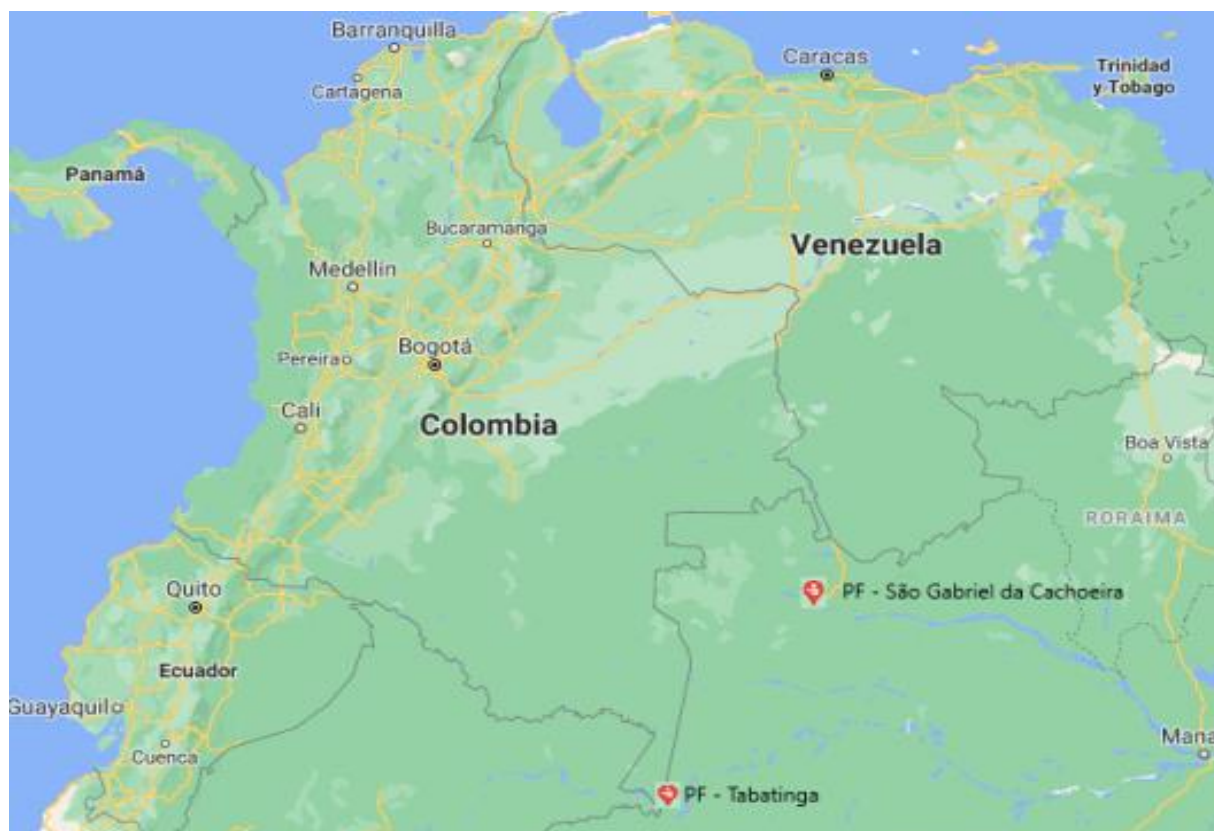 Barranquilla
Caracas
Cartagena
Trinidad
y Tobago
Panamá
Bucaramanga
Venezuela
Medellín
Bogotá
Pereira
Cali
Colombia
Boa Vista
RORAIMA
Quito
PF - São Gabriel da Cachoeira
Ecuador
Guayaquil
Mana
Cuenca
PF - Tabatinga